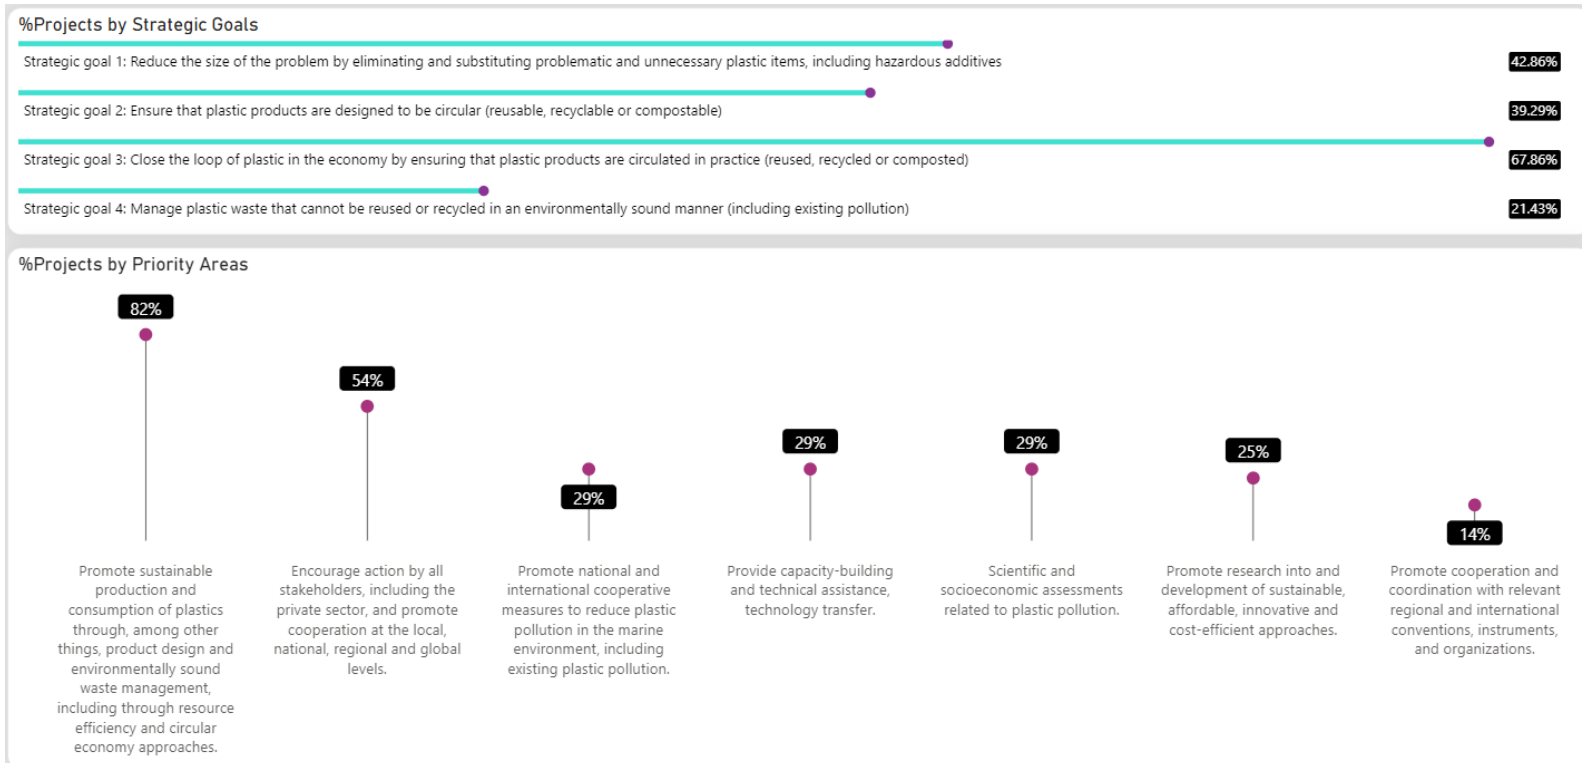 %Projects by Strategic Goals
Strategic goal 1: Reduce the size of the problem by eliminating and substituting problematic and unnecessary plastic items, including hazardous additives
42.86%
Strategic goal 2: Ensure that plastic products are designed to be circular (reusable, recyclable or compostable)
39.29%
Strategic goal 3: Close the loop of plastic in the economy by ensuring that plastic products are circulated in practice (reused, recycled or composted)
67.86%
Strategic goal 4: Manage plastic waste that cannot be reused or recycled in an environmentally sound manner (including existing pollution)
21.43%
%Projects by Priority Areas
82%
Promote sustainable
production and
consumption of plastics
through, among other
things, product design and
environmentally sound
waste management,
including through resource
efficiency and circular
economy approaches.
54%
Encourage action by all
stakeholders, including the
private sector, and promote
cooperation at the local,
national, regional and global
levels.
29%
Promote national and
international cooperative
measures to reduce plastic
pollution in the marine
environment, including
existing plastic pollution.
29%
Provide capacity-building
and technical assistance,
technology transfer.
29%
Scientific and
socioeconomic assessments
related to plastic pollution.
25%
Promote research into and
development of sustainable,
affordable, innovative and
cost-efficient approaches.
14%
Promote cooperation and
coordination with relevant
regional and international
conventions, instruments,
and organizations.